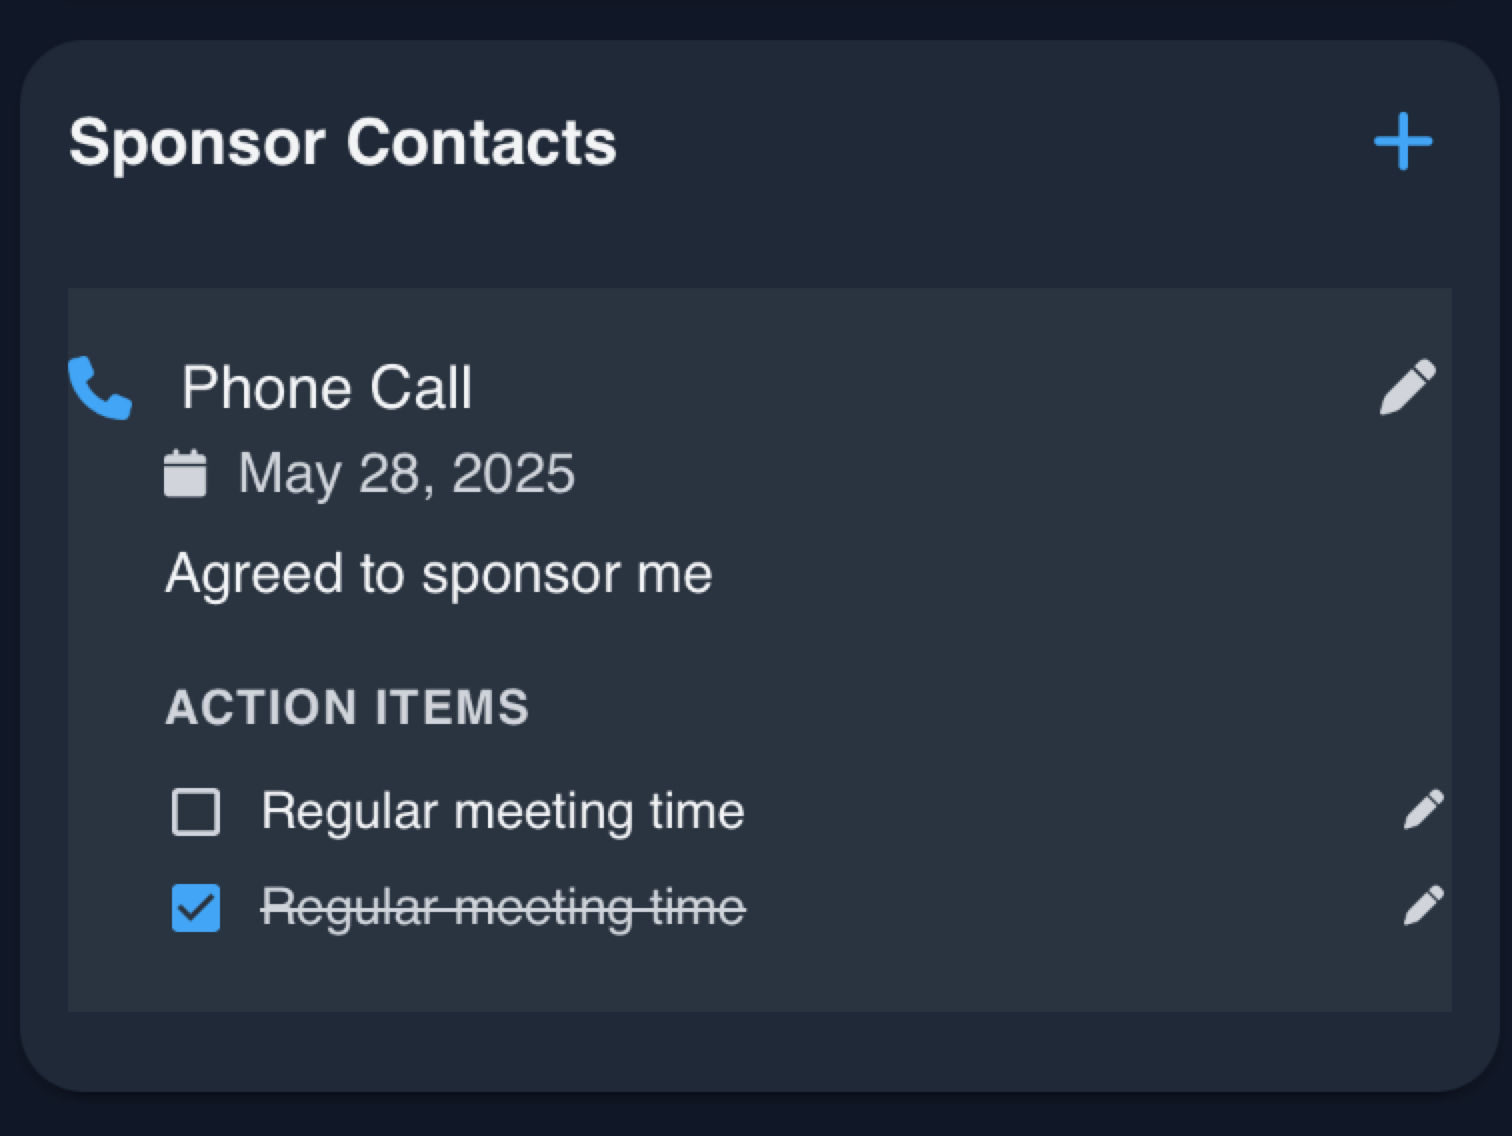 Sponsor Contacts
Phone Call
May 28, 2025
Agreed to sponsor me
ACTION ITEMS
Regular meeting time
Regular meeting time